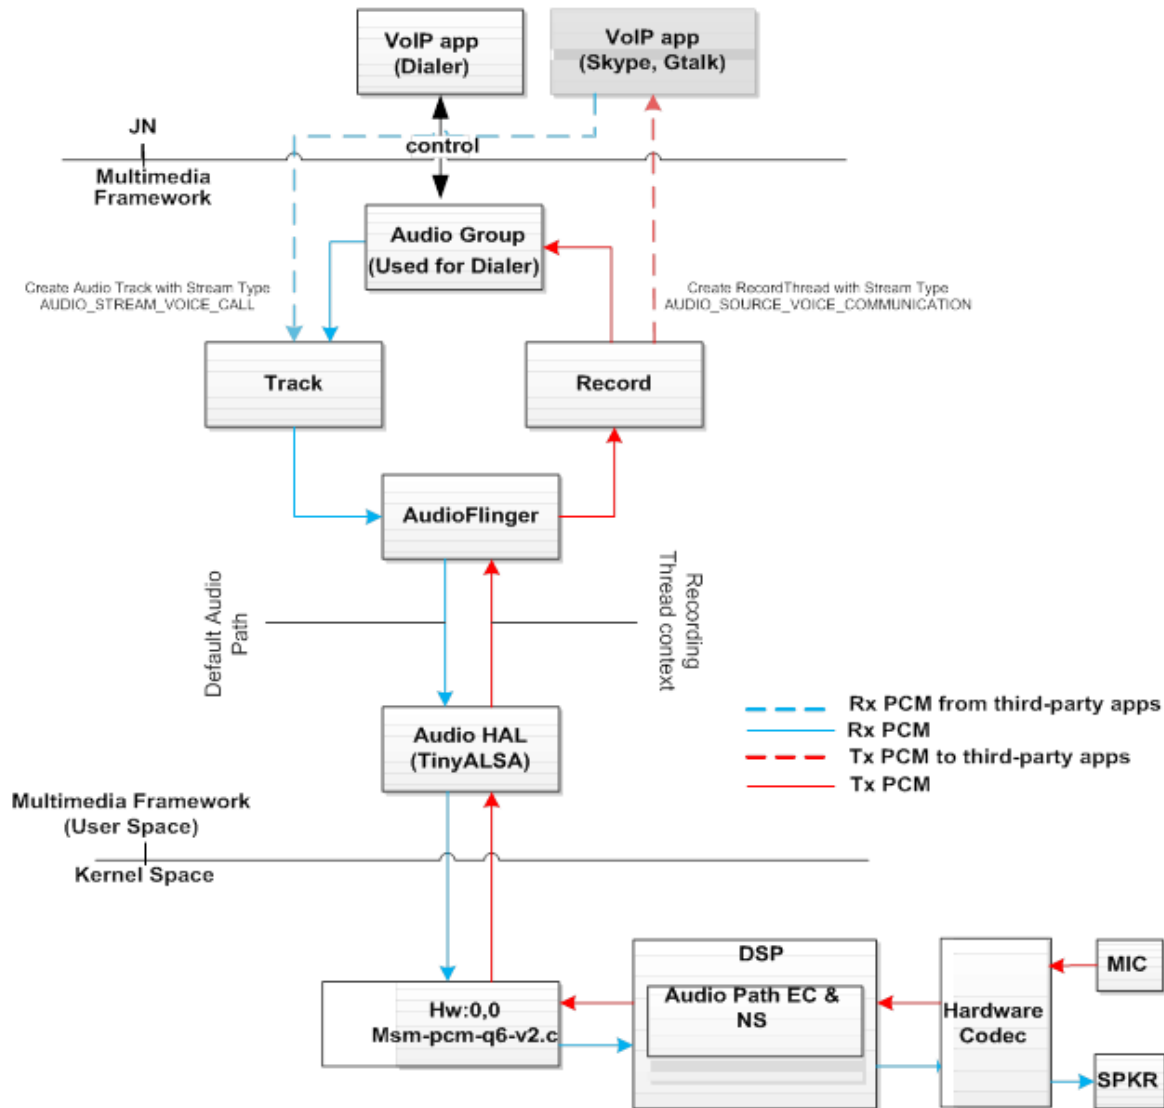 VoIP app
(Dialer)
VoIP app
(Skype, Gtalk)
JN
control
Multimedia
Framework
Audio Group
(Used for Dialer)
Create Audio Track with Stream Type
AUDIO_STREAM_VOICE_CALL
Create RecordThread with Stream Type
AUDIO_SOURCE_VOICE_COMMUNICATION
Track
Record
AudioFlinger
Default Audio
Path
Recording
Thread context
Audio HAL
(TinyALSA)
Rx PCM from third-party apps
Rx PCM
Tx PCM to third-party apps
Tx PCM
Multimedia Framework
(User Space)
Kernel Space
DSP
Audio Path EC &
NS
Hw:0,0
Msm-pcm-q6-v2.c
Hardware
Codec
MIC
SPKR